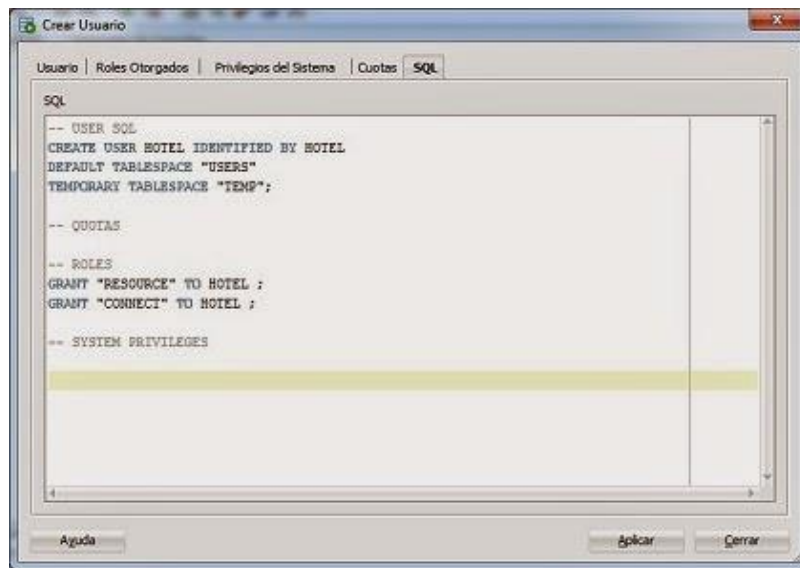 Crear Usuario
Usuario Roles Otorgados Privilegios del Sistema Cuotas SQL
SQL
-- USER SQL
CREATE USER HOTEL IDENTIFIED BY HOTEL
DEFAULT TABLESPACE "USERS"
TEMPORARY TABLESPACE "TEMP";
-- QUOTAS
-- ROLES
GRANT "RESOURCE" TO HOTEL ;
GRANT "CONNECT" TO HOTEL ;
-- SYSTEM PRIVILEGES
Ayuda Aplicar Cerrar